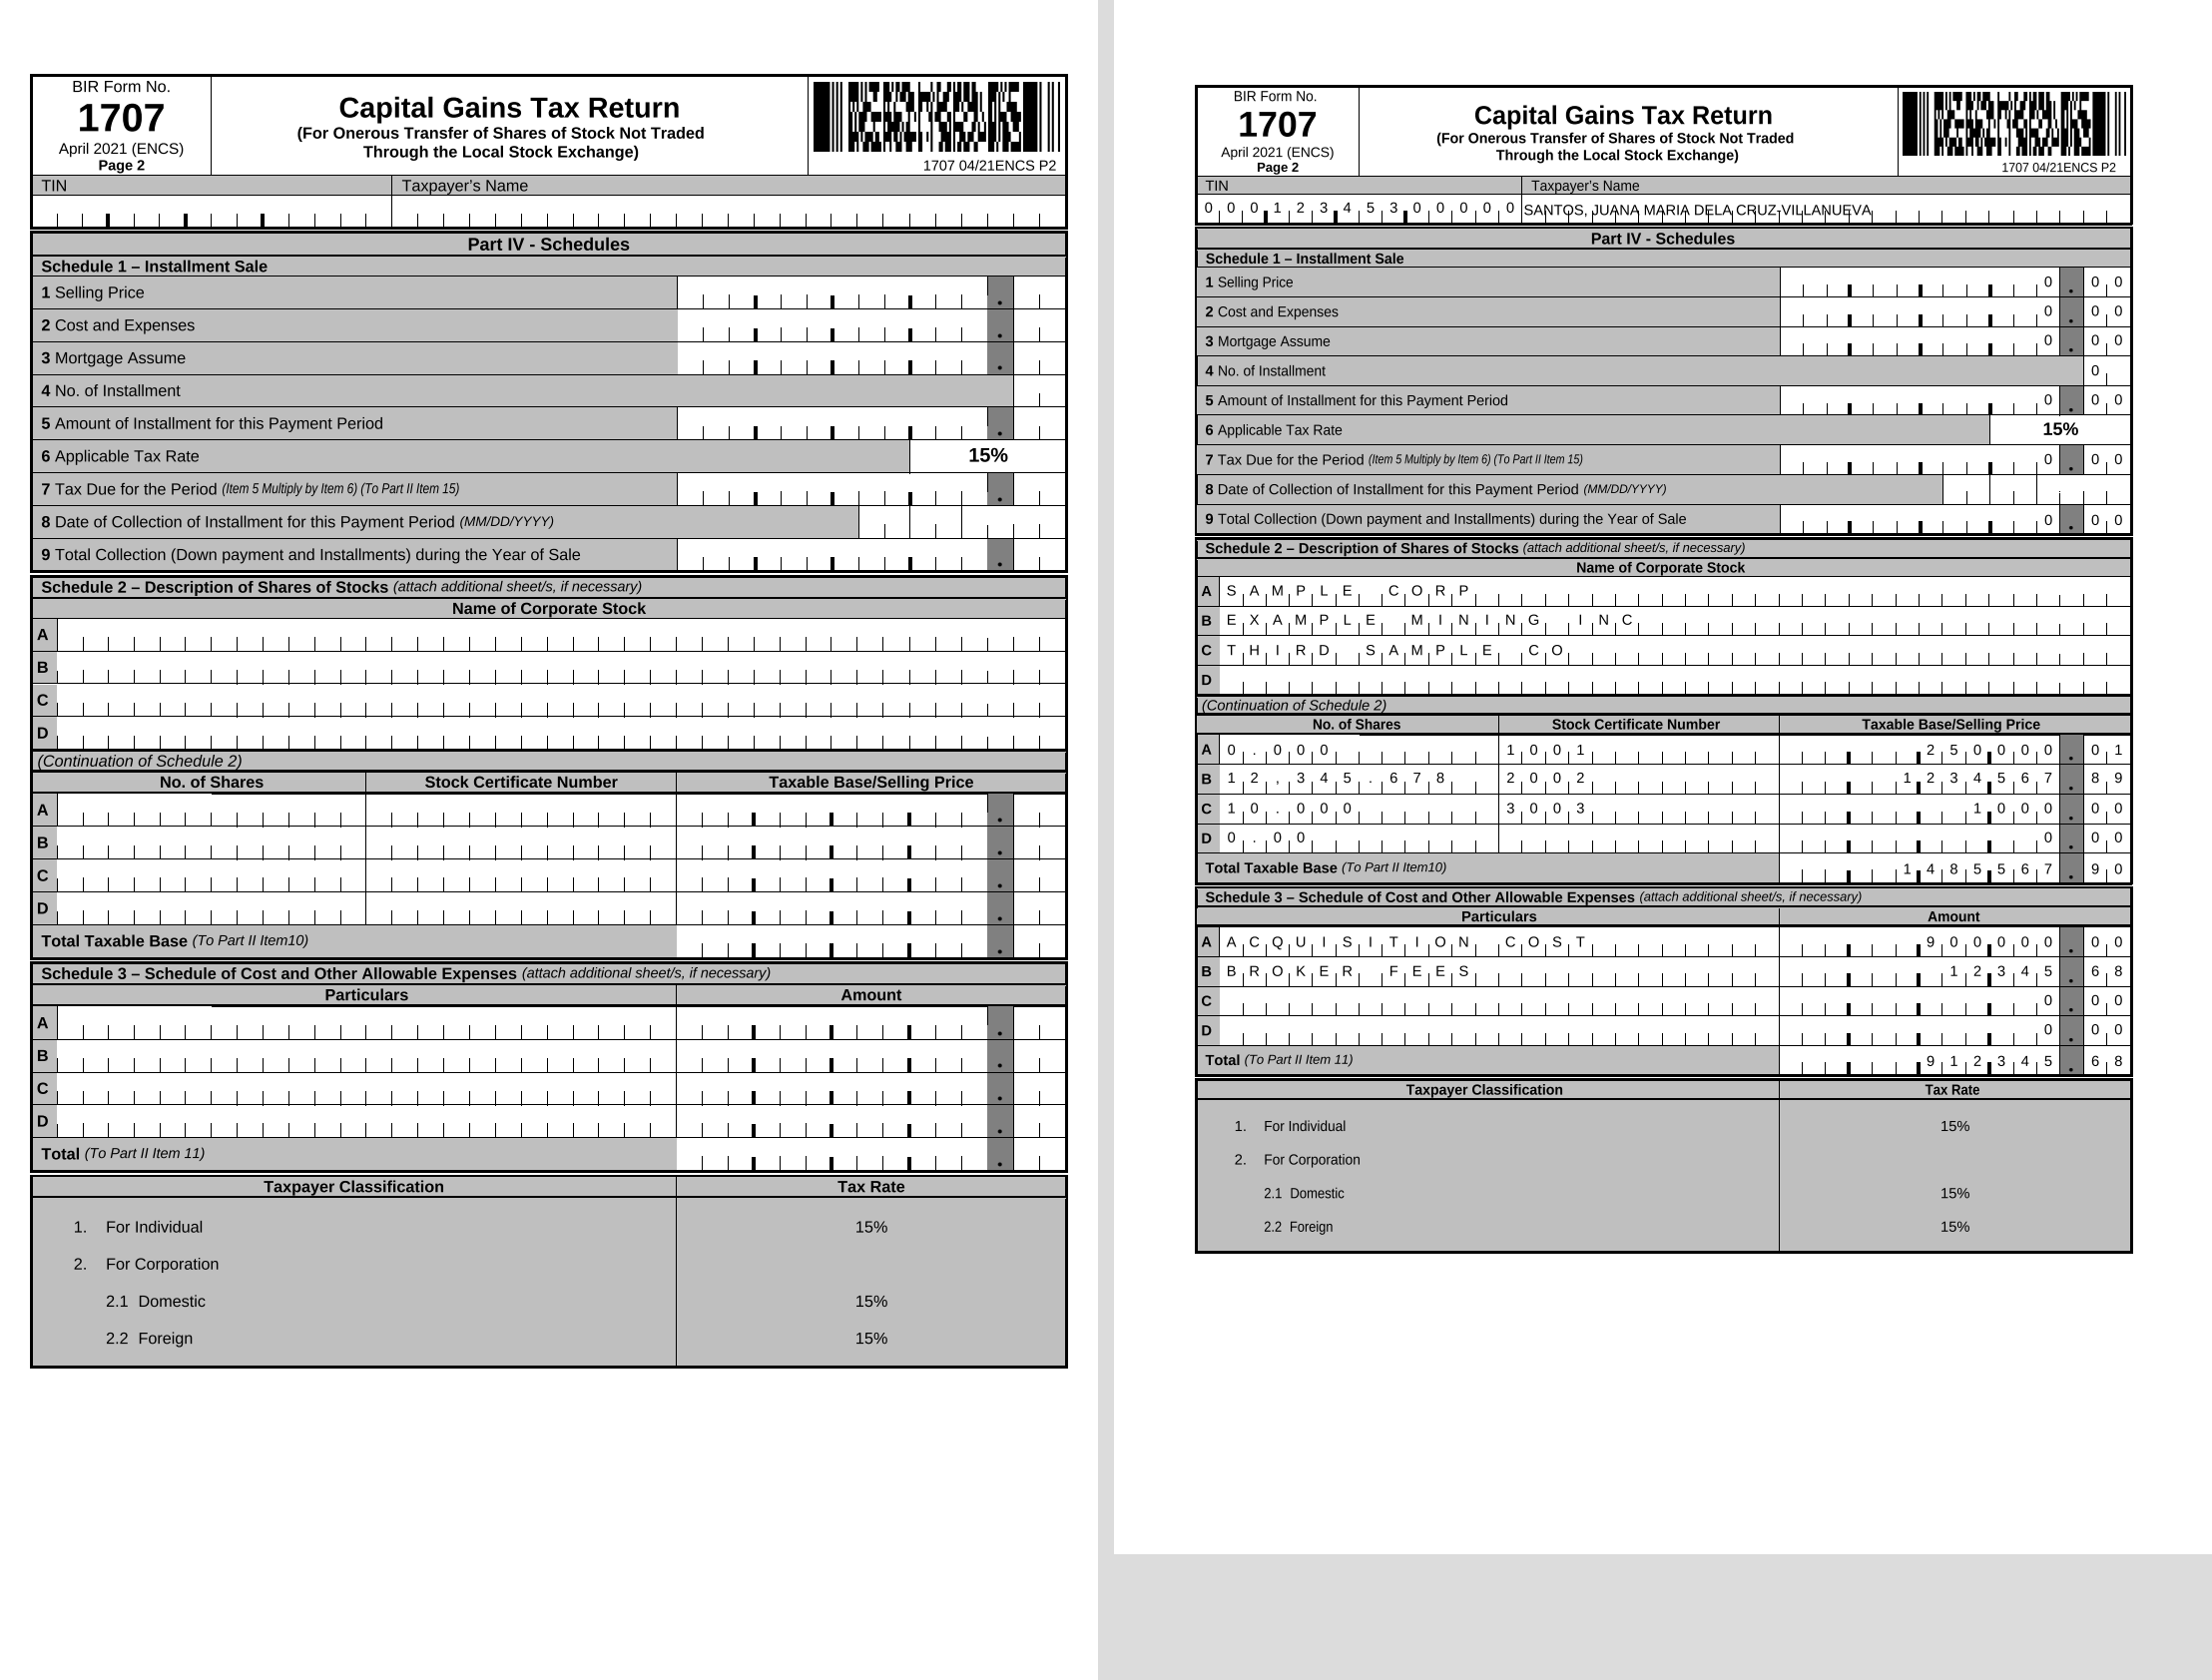 BIR Form No.
1707
April 2021 (ENCS)
Page 2
Capital Gains Tax Return
(For Onerous Transfer of Shares of Stock Not Traded
Through the Local Stock Exchange)
1707 04/21ENCS P2
TIN Taxpayer's Name
Part IV - Schedules
Schedule 1 – Installment Sale
1 Selling Price .
2 Cost and Expenses .
3 Mortgage Assume .
4 No. of Installment
5 Amount of Installment for this Payment Period .
6 Applicable Tax Rate 15%
7 Tax Due for the Period (Item 5 Multiply by Item 6) (To Part II Item 15) .
8 Date of Collection of Installment for this Payment Period (MM/DD/YYYY)
9 Total Collection (Down payment and Installments) during the Year of Sale .
Schedule 2 – Description of Shares of Stocks (attach additional sheet/s, if necessary)
Name of Corporate Stock
A
B
C
D
(Continuation of Schedule 2)
No. of Shares Stock Certificate Number Taxable Base/Selling Price
A .
B .
C .
D .
Total Taxable Base (To Part II Item10) .
Schedule 3 – Schedule of Cost and Other Allowable Expenses (attach additional sheet/s, if necessary)
Particulars Amount
A .
B .
C .
D .
Total (To Part II Item 11) .
Taxpayer Classification Tax Rate
1. For Individual 15%
2. For Corporation
2.1 Domestic 15%
2.2 Foreign 15%
BIR Form No.
1707
April 2021 (ENCS)
Page 2
Capital Gains Tax Return
(For Onerous Transfer of Shares of Stock Not Traded
Through the Local Stock Exchange)
1707 04/21ENCS P2
TIN Taxpayer's Name
0 0 0 1 2 3 4 5 3 0 0 0 0 0 SANTOS, JUANA MARIA DELA CRUZ-VILLANUEVA
Part IV - Schedules
Schedule 1 – Installment Sale
1 Selling Price 0 . 0 0
2 Cost and Expenses 0 . 0 0
3 Mortgage Assume 0 . 0 0
4 No. of Installment 0
5 Amount of Installment for this Payment Period 0 . 0 0
6 Applicable Tax Rate 15%
7 Tax Due for the Period (Item 5 Multiply by Item 6) (To Part II Item 15) 0 . 0 0
8 Date of Collection of Installment for this Payment Period (MM/DD/YYYY)
9 Total Collection (Down payment and Installments) during the Year of Sale 0 . 0 0
Schedule 2 – Description of Shares of Stocks (attach additional sheet/s, if necessary)
Name of Corporate Stock
A SAMPLE CORP
B EXAMPLE MINING INC
C THIRD SAMPLE CO
D
(Continuation of Schedule 2)
No. of Shares Stock Certificate Number Taxable Base/Selling Price
A 0.000 1001 250000 . 01
B 12,345.678 2002 1234567 . 89
C 10.000 3003 1000 . 00
D 0.00 0 . 00
Total Taxable Base (To Part II Item10) 1485567 . 90
Schedule 3 – Schedule of Cost and Other Allowable Expenses (attach additional sheet/s, if necessary)
Particulars Amount
A ACQUISITION COST 900000 . 00
B BROKER FEES 12345 . 68
C 0 . 00
D 0 . 00
Total (To Part II Item 11) 912345 . 68
Taxpayer Classification Tax Rate
1. For Individual 15%
2. For Corporation
2.1 Domestic 15%
2.2 Foreign 15%